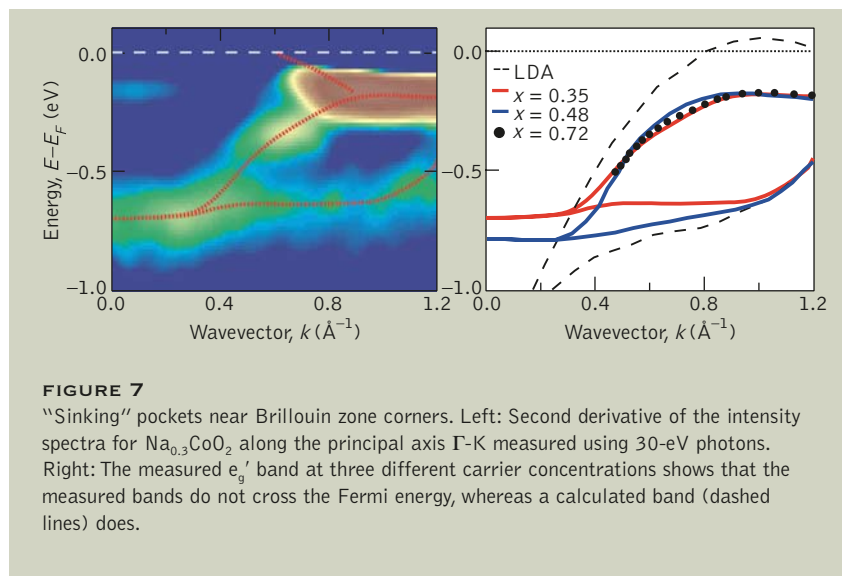 0.0
−0.5
−1.0
Energy, E−E_F (eV)
0.0 0.4 0.8 1.2
Wavevector, k (Å⁻¹)
0.0
−0.5
−1.0
LDA
x = 0.35
x = 0.48
x = 0.72
0.0 0.4 0.8 1.2
Wavevector, k (Å⁻¹)
FIGURE 7
“Sinking” pockets near Brillouin zone corners. Left: Second derivative of the intensity
spectra for Na₀.₃CoO₂ along the principal axis Γ-K measured using 30-eV photons.
Right: The measured e_g′ band at three different carrier concentrations shows that the
measured bands do not cross the Fermi energy, whereas a calculated band (dashed
lines) does.